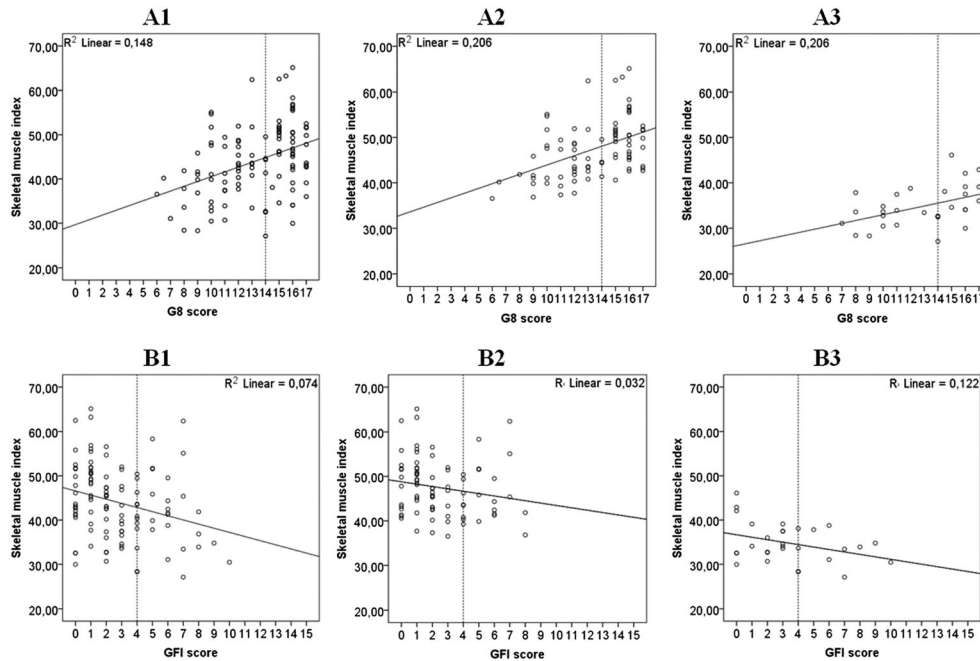 A1
A2
A3
R² Linear = 0,148
R² Linear = 0,206
R² Linear = 0,206
Skeletal muscle index
70,00
60,00
50,00
40,00
30,00
20,00
0 1 2 3 4 5 6 7 8 9 10 11 12 13 14 15 16 17
G8 score
Skeletal muscle index
70,00
60,00
50,00
40,00
30,00
20,00
0 1 2 3 4 5 6 7 8 9 10 11 12 13 14 15 16 17
G8 score
Skeletal muscle index
70,00
60,00
50,00
40,00
30,00
20,00
0 1 2 3 4 5 6 7 8 9 10 11 12 13 14 15 16 17
G8 score
B1
B2
B3
R² Linear = 0,074
R Linear = 0,032
R Linear = 0,122
Skeletal muscle index
70,00
60,00
50,00
40,00
30,00
20,00
0 1 2 3 4 5 6 7 8 9 10 11 12 13 14 15
GFI score
Skeletal muscle index
70,00
60,00
50,00
40,00
30,00
20,00
0 1 2 3 4 5 6 7 8 9 10 11 12 13 14 15
GFI score
Skeletal muscle index
70,00
60,00
50,00
40,00
30,00
20,00
0 1 2 3 4 5 6 7 8 9 10 11 12 13 14 15
GFI score